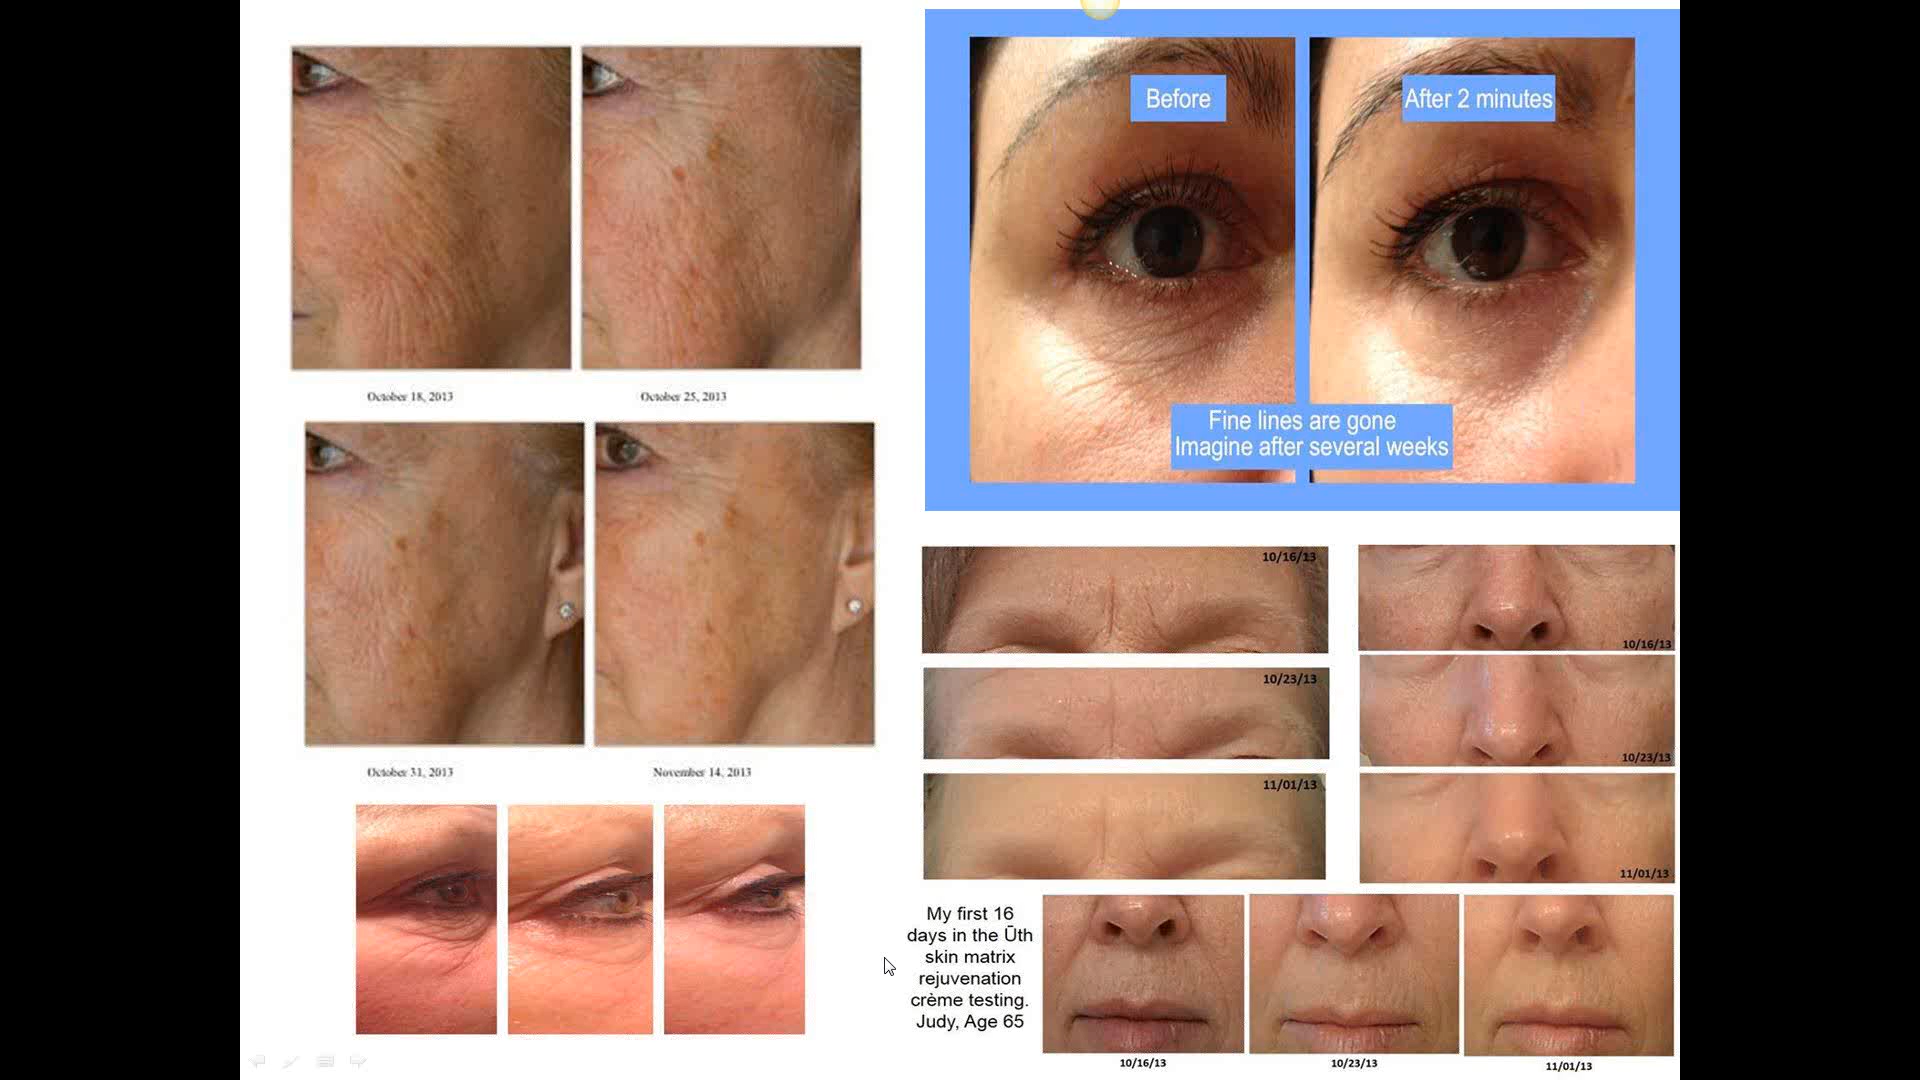 October 18, 2013
October 25, 2013
October 31, 2013
November 14, 2013
Before
After 2 minutes
Fine lines are gone
Imagine after several weeks
10/16/13
10/23/13
11/01/13
10/16/13
10/23/13
11/01/13
My first 16
days in the Ūth
skin matrix
rejuvenation
crème testing.
Judy, Age 65
10/16/13
10/23/13
11/01/13